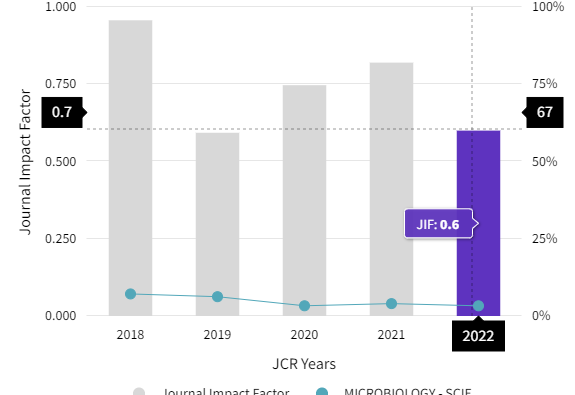 1.000
100%
0.750
75%
0.7
67
0.500
50%
JIF: 0.6
0.250
25%
0.000
0%
2018 2019 2020 2021 2022
JCR Years
Journal Impact Factor
Journal Impact Factor MICROBIOLOGY - SCIE